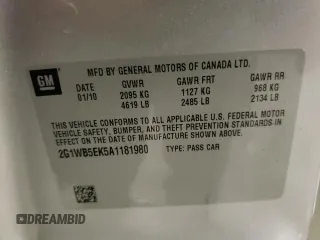 GM
MFD BY GENERAL MOTORS OF CANADA LTD.
DATE GVWR GAWR FRT GAWR RR
01/10 2095 KG 1127 KG 968 KG
4619 LB 2485 LB 2134 LB
THIS VEHICLE CONFORMS TO ALL APPLICABLE U.S. FEDERAL MOTOR
VEHICLE SAFETY, BUMPER, AND THEFT PREVENTION STANDARDS
IN EFFECT ON THE DATE OF MANUFACTURE SHOWN ABOVE.
2G1WB5EK5A1181980 TYPE: PASS CAR
DREAMBID